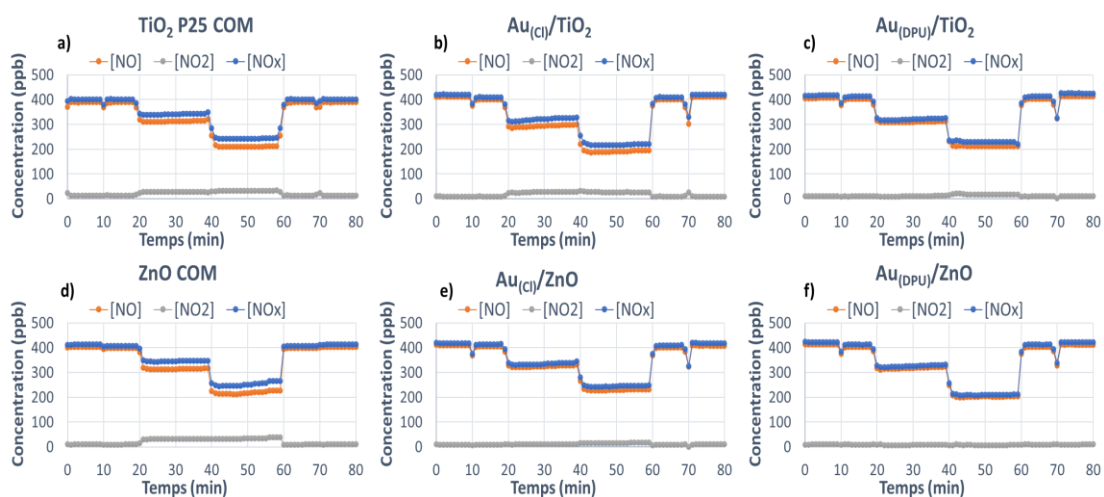 TiO2 P25 COM
a)
[NO] [NO2] [NOx]
Concentration (ppb)
500
400
300
200
100
0
0 10 20 30 40 50 60 70 80
Temps (min)
Au(Cl)/TiO2
b)
[NO] [NO2] [NOx]
Concentration (ppb)
500
400
300
200
100
0
0 10 20 30 40 50 60 70 80
Temps (min)
Au(DPU)/TiO2
c)
[NO] [NO2] [NOx]
Concentration (ppb)
500
400
300
200
100
0
0 10 20 30 40 50 60 70 80
Temps (min)
ZnO COM
d)
[NO] [NO2] [NOx]
Concentration (ppb)
500
400
300
200
100
0
0 10 20 30 40 50 60 70 80
Temps (min)
Au(Cl)/ZnO
e)
[NO] [NO2] [NOx]
Concentration (ppb)
500
400
300
200
100
0
0 10 20 30 40 50 60 70 80
Temps (min)
Au(DPU)/ZnO
f)
[NO] [NO2] [NOx]
Concentration (ppb)
500
400
300
200
100
0
0 10 20 30 40 50 60 70 80
Temps (min)